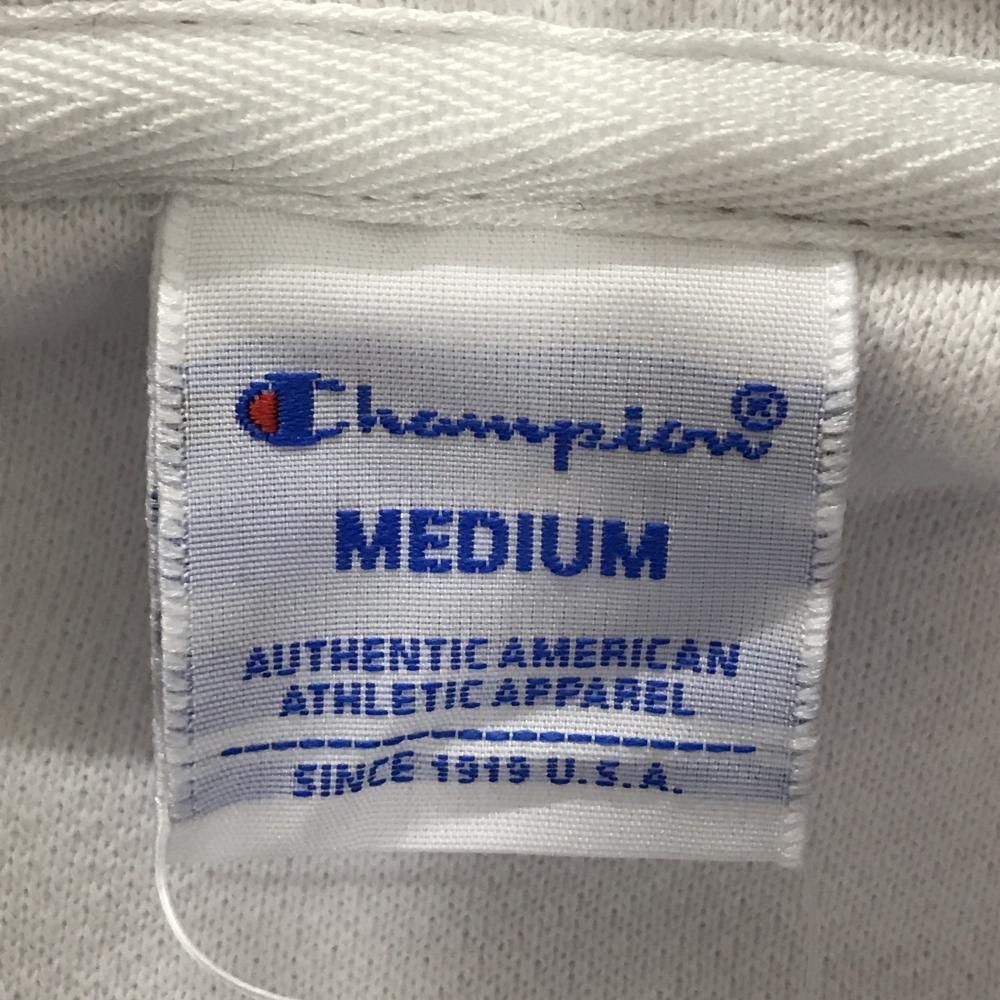 Champion®
MEDIUM
AUTHENTIC AMERICAN
ATHLETIC APPAREL
SINCE 1919 U.S.A.